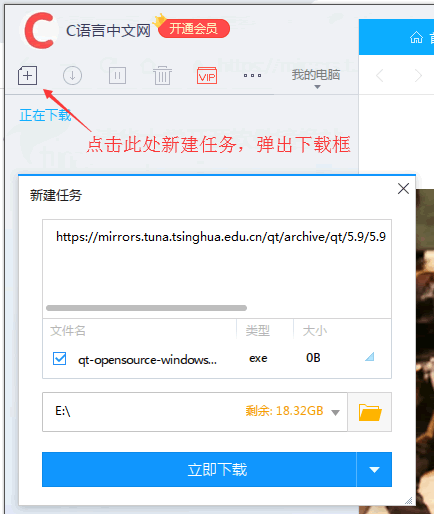 C语言中文网
开通会员
VIP
我的电脑
正在下载
点击此处新建任务，弹出下载框
新建任务
https://mirrors.tuna.tsinghua.edu.cn/qt/archive/qt/5.9/5.9
文件名 类型 大小
qt-opensource-windows... exe 0B
E:\ 剩余: 18.32GB
立即下载